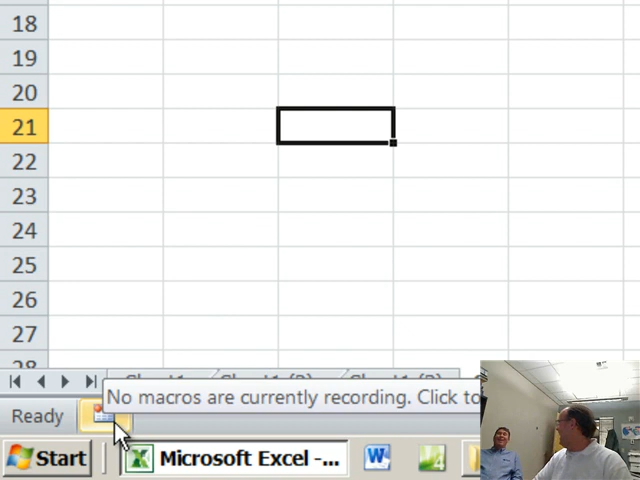 18
19
20
21
22
23
24
25
26
27
28
No macros are currently recording. Click to
Ready
Start
Microsoft Excel -...